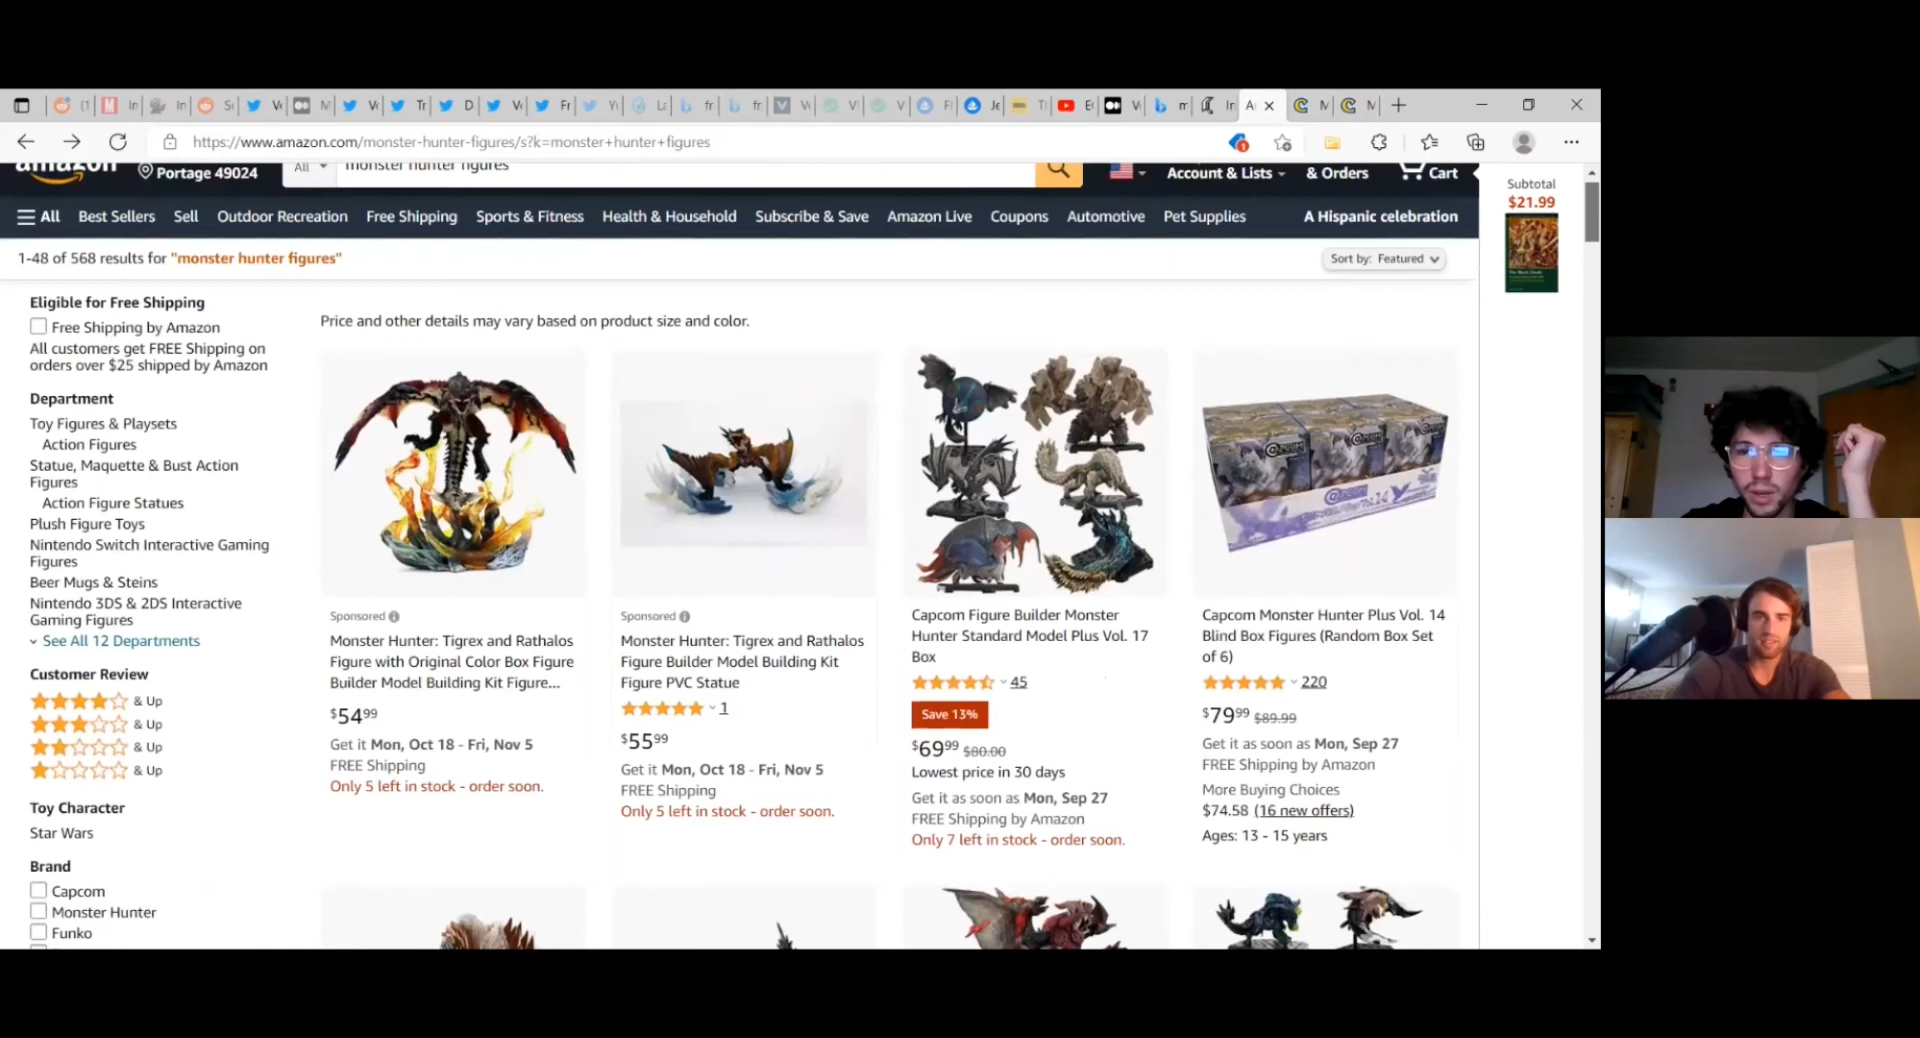 https://www.amazon.com/monster-hunter-figures/s?k=monster+hunter+figures
amazon
Portage 49024
All
monster hunter figures
Account & Lists
& Orders
Cart
Subtotal
$21.99
All
Best Sellers
Sell
Outdoor Recreation
Free Shipping
Sports & Fitness
Health & Household
Subscribe & Save
Amazon Live
Coupons
Automotive
Pet Supplies
A Hispanic celebration
1-48 of 568 results for "monster hunter figures"
Sort by: Featured
Eligible for Free Shipping
Free Shipping by Amazon
All customers get FREE Shipping on
orders over $25 shipped by Amazon
Department
Toy Figures & Playsets
Action Figures
Statue, Maquette & Bust Action
Figures
Action Figure Statues
Plush Figure Toys
Nintendo Switch Interactive Gaming
Figures
Beer Mugs & Steins
Nintendo 3DS & 2DS Interactive
Gaming Figures
See All 12 Departments
Customer Review
& Up
& Up
& Up
& Up
Toy Character
Star Wars
Brand
Capcom
Monster Hunter
Funko
Price and other details may vary based on product size and color.
Sponsored
Monster Hunter: Tigrex and Rathalos
Figure with Original Color Box Figure
Builder Model Building Kit Figure...
$54.99
Get it Mon, Oct 18 - Fri, Nov 5
FREE Shipping
Only 5 left in stock - order soon.
Sponsored
Monster Hunter: Tigrex and Rathalos
Figure Builder Model Building Kit
Figure PVC Statue
1
$55.99
Get it Mon, Oct 18 - Fri, Nov 5
FREE Shipping
Only 5 left in stock - order soon.
Capcom Figure Builder Monster
Hunter Standard Model Plus Vol. 17
Box
45
Save 13%
$69.99 $80.00
Lowest price in 30 days
Get it as soon as Mon, Sep 27
FREE Shipping by Amazon
Only 7 left in stock - order soon.
Capcom Monster Hunter Plus Vol. 14
Blind Box Figures (Random Box Set
of 6)
220
$79.99 $89.99
Get it as soon as Mon, Sep 27
FREE Shipping by Amazon
More Buying Choices
$74.58 (16 new offers)
Ages: 13 - 15 years